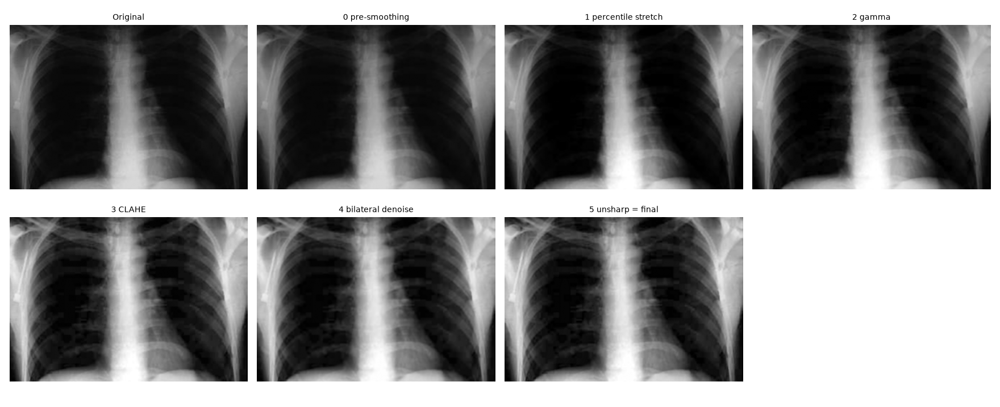 Original
0 pre-smoothing
1 percentile stretch
2 gamma
3 CLAHE
4 bilateral denoise
5 unsharp = final